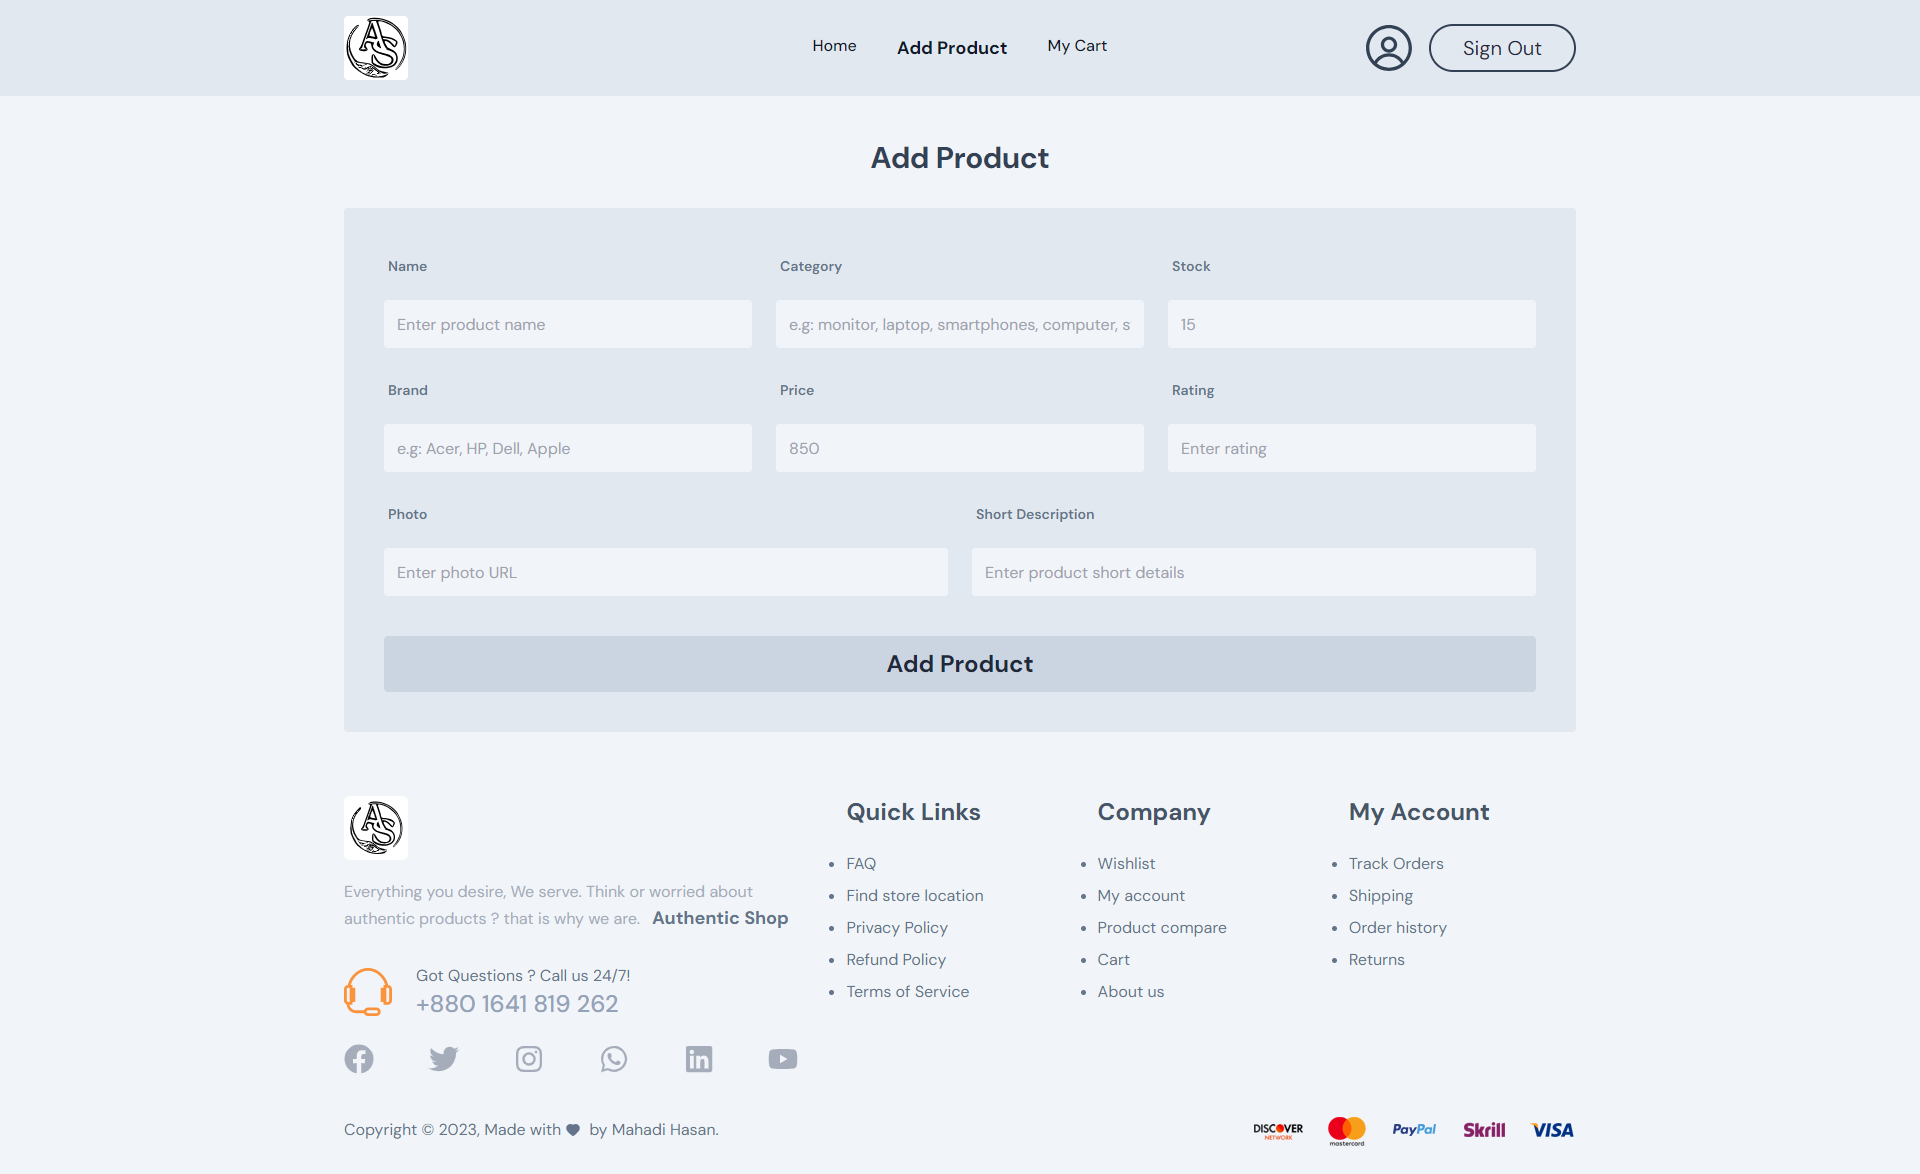 AS
Home
Add Product
My Cart
Sign Out
Add Product
Name
Category
Stock
Enter product name
e.g: monitor, laptop, smartphones, computer, s
15
Brand
Price
Rating
e.g: Acer, HP, Dell, Apple
850
Enter rating
Photo
Short Description
Enter photo URL
Enter product short details
Add Product
AS
Everything you desire, We serve. Think or worried about
authentic products ? that is why we are. Authentic Shop
Got Questions ? Call us 24/7!
+880 1641 819 262
Quick Links
FAQ
Find store location
Privacy Policy
Refund Policy
Terms of Service
Company
Wishlist
My account
Product compare
Cart
About us
My Account
Track Orders
Shipping
Order history
Returns
Copyright © 2023, Made with by Mahadi Hasan.
DISCOVER
NETWORK
mastercard
PayPal
Skrill
VISA